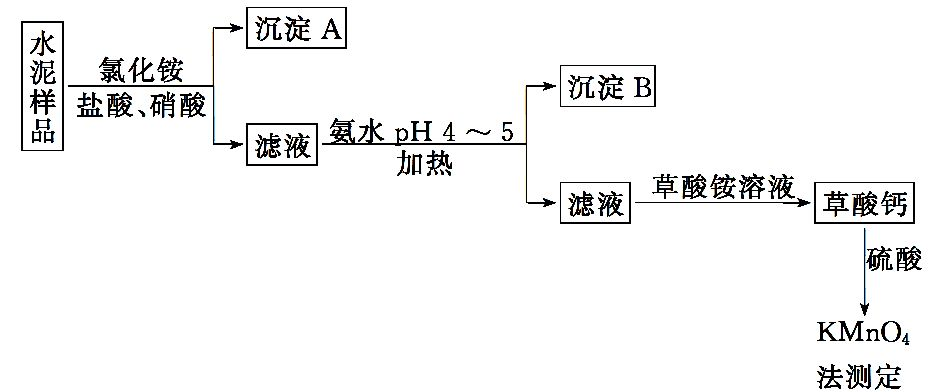 水泥样品
氯化铵
盐酸、硝酸
沉淀 A
滤液
氨水 pH 4 ～ 5
加热
沉淀 B
滤液
草酸铵溶液
草酸钙
硫酸
KMnO₄
法测定